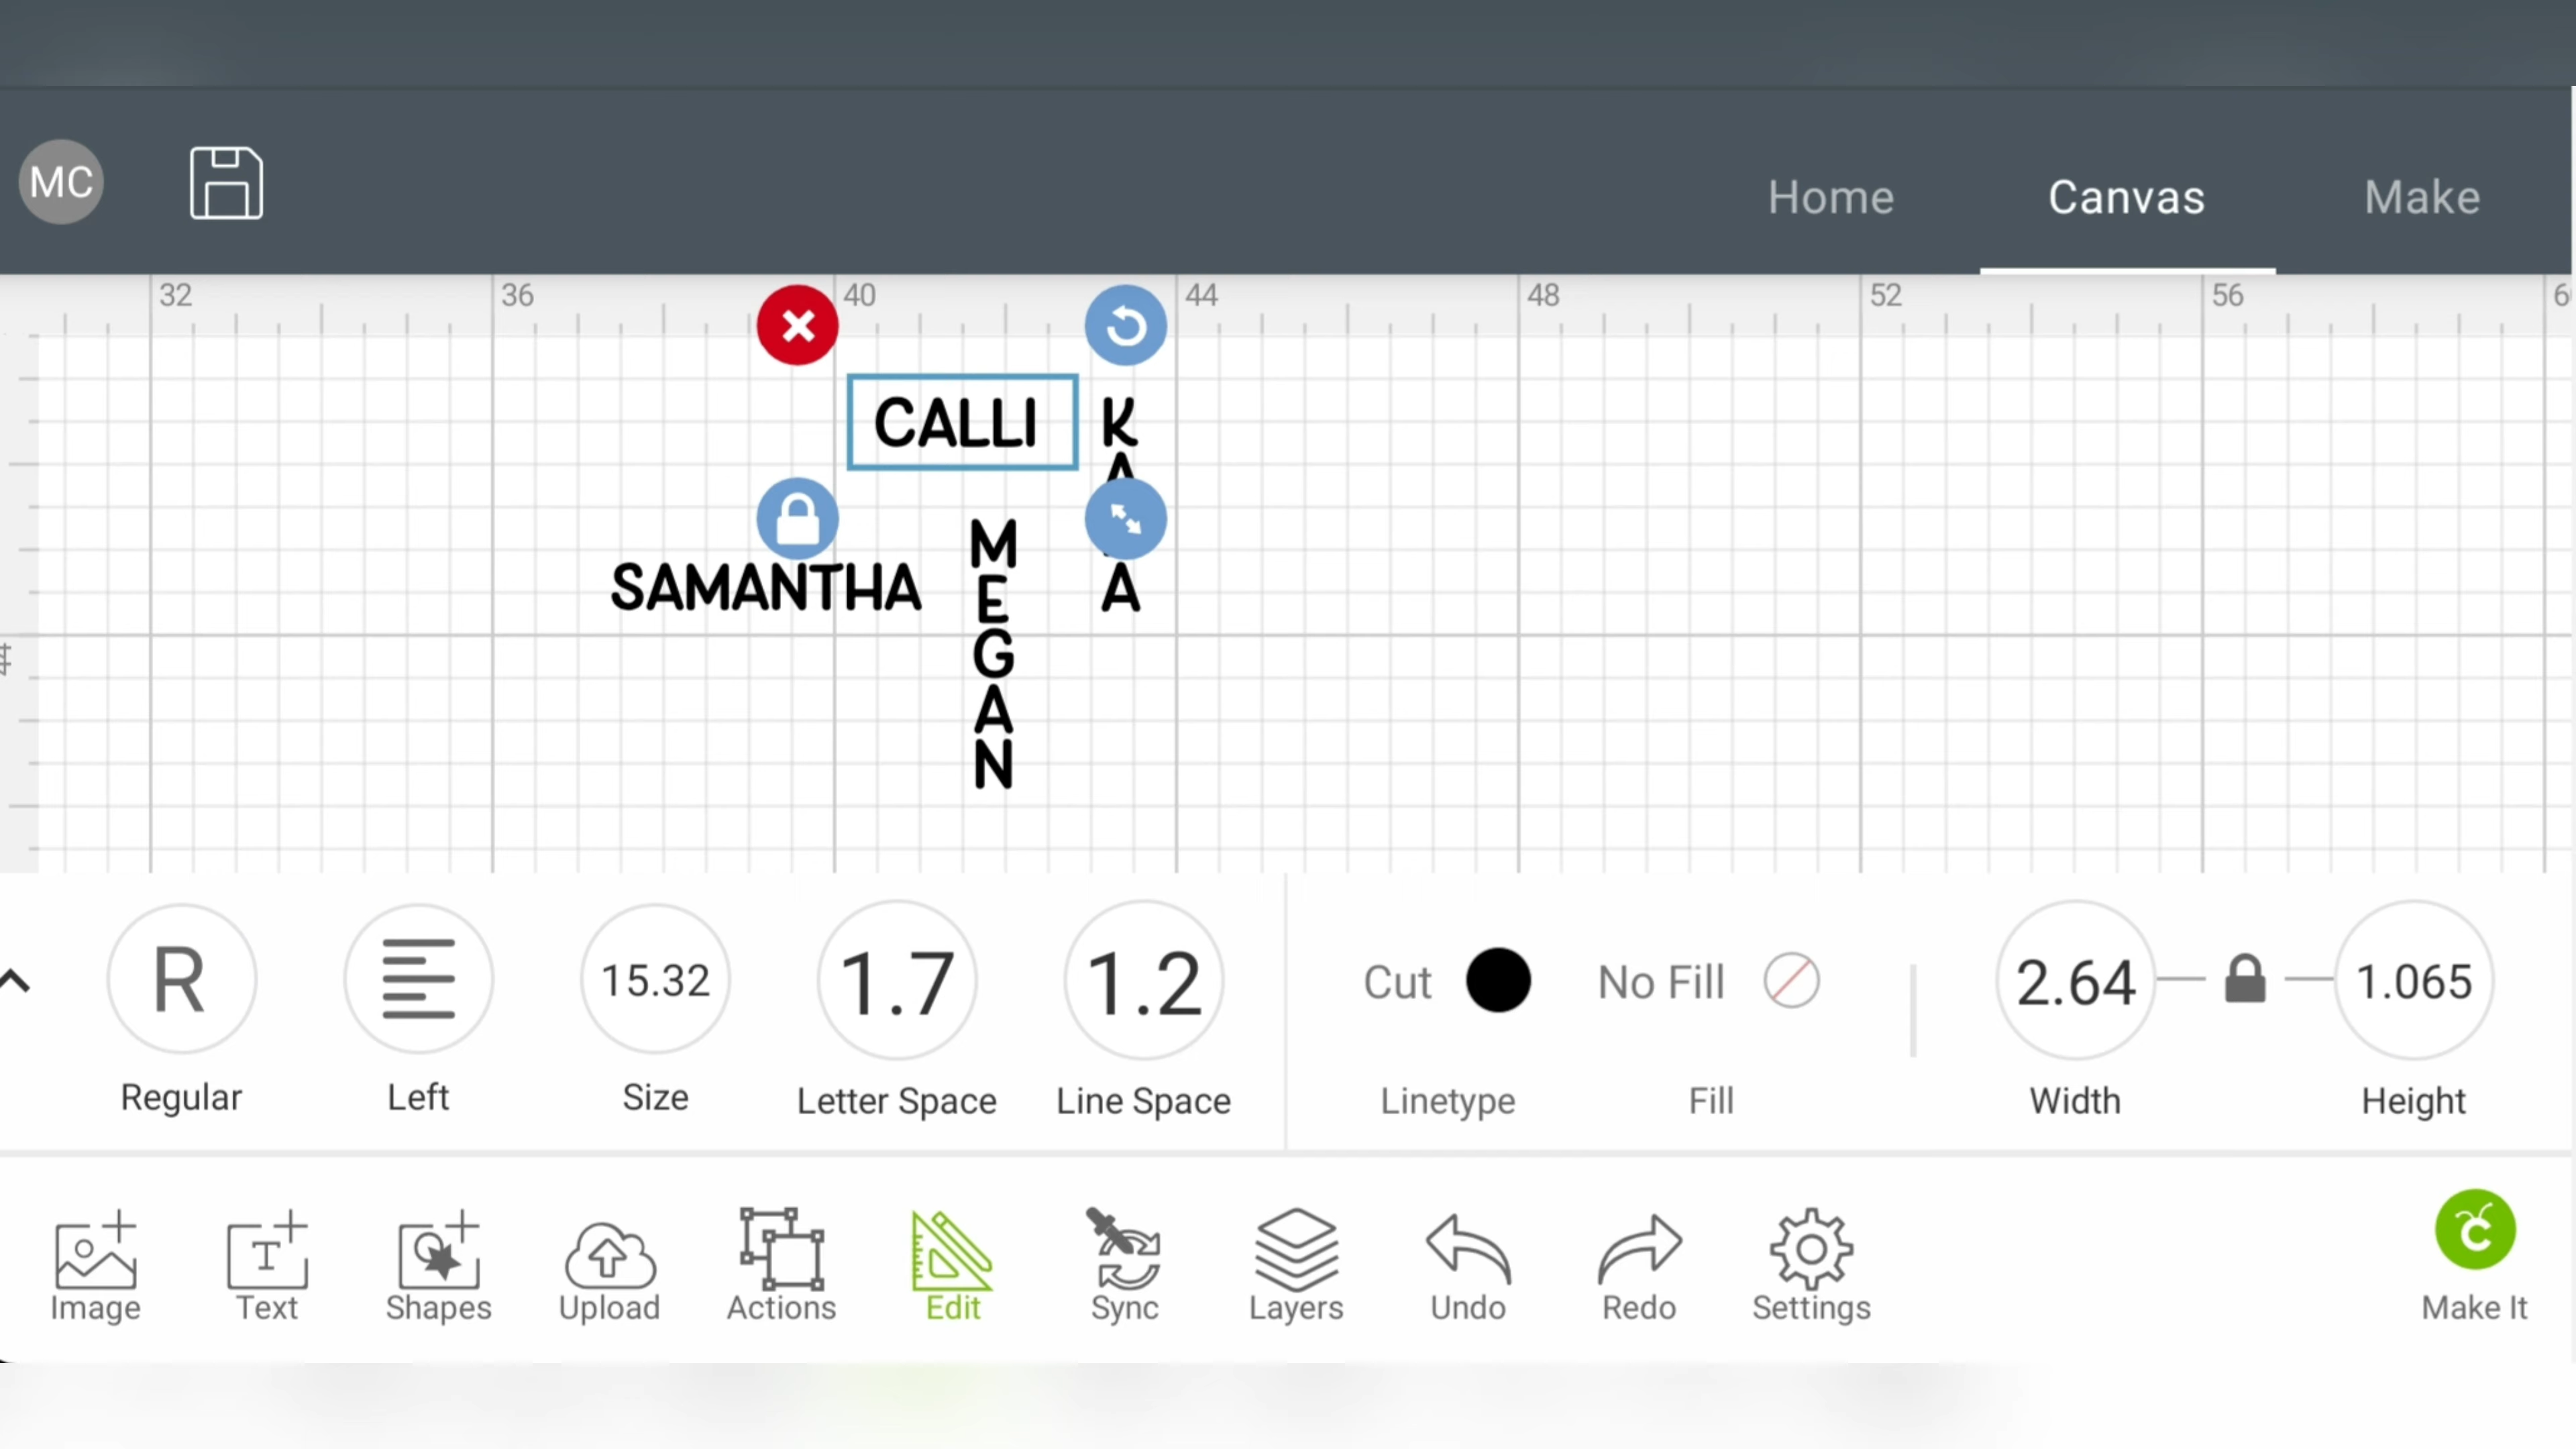 MC
Home Canvas Make
32 36 40 44 48 52 56
CALLI
K
A
A
SAMANTHA
M
E
G
A
N
44
R 15.32 1.7 1.2 Cut No Fill 2.64 1.065
Regular Left Size Letter Space Line Space Linetype Fill Width Height
Image Text Shapes Upload Actions Edit Sync Layers Undo Redo Settings Make It